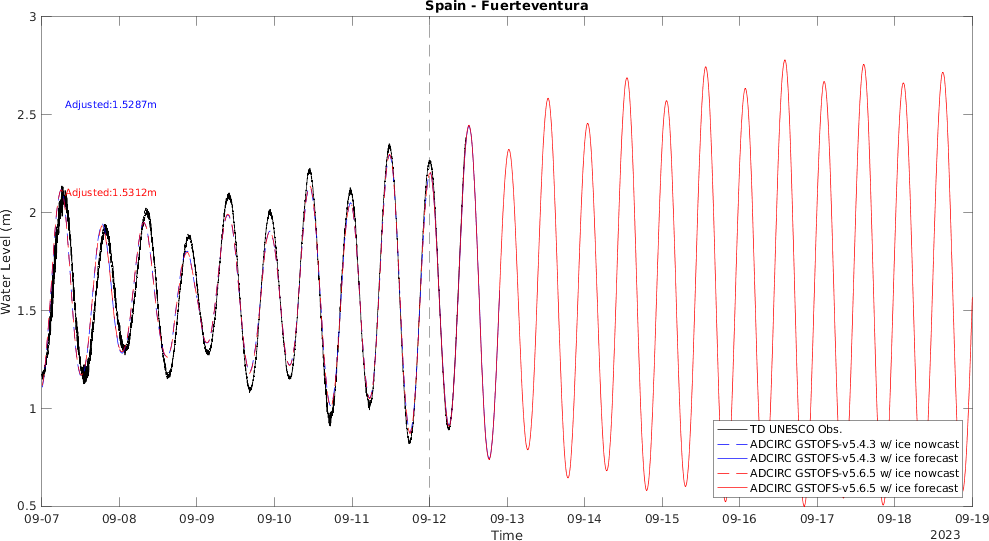 Spain - Fuerteventura
3
2.5
2
1.5
1
0.5
Water Level (m)
Adjusted:1.5287m
Adjusted:1.5312m
TD UNESCO Obs.
ADCIRC GSTOFS-v5.4.3 w/ ice nowcast
ADCIRC GSTOFS-v5.4.3 w/ ice forecast
ADCIRC GSTOFS-v5.6.5 w/ ice nowcast
ADCIRC GSTOFS-v5.6.5 w/ ice forecast
09-07 09-08 09-09 09-10 09-11 09-12 09-13 09-14 09-15 09-16 09-17 09-18 09-19
Time
2023